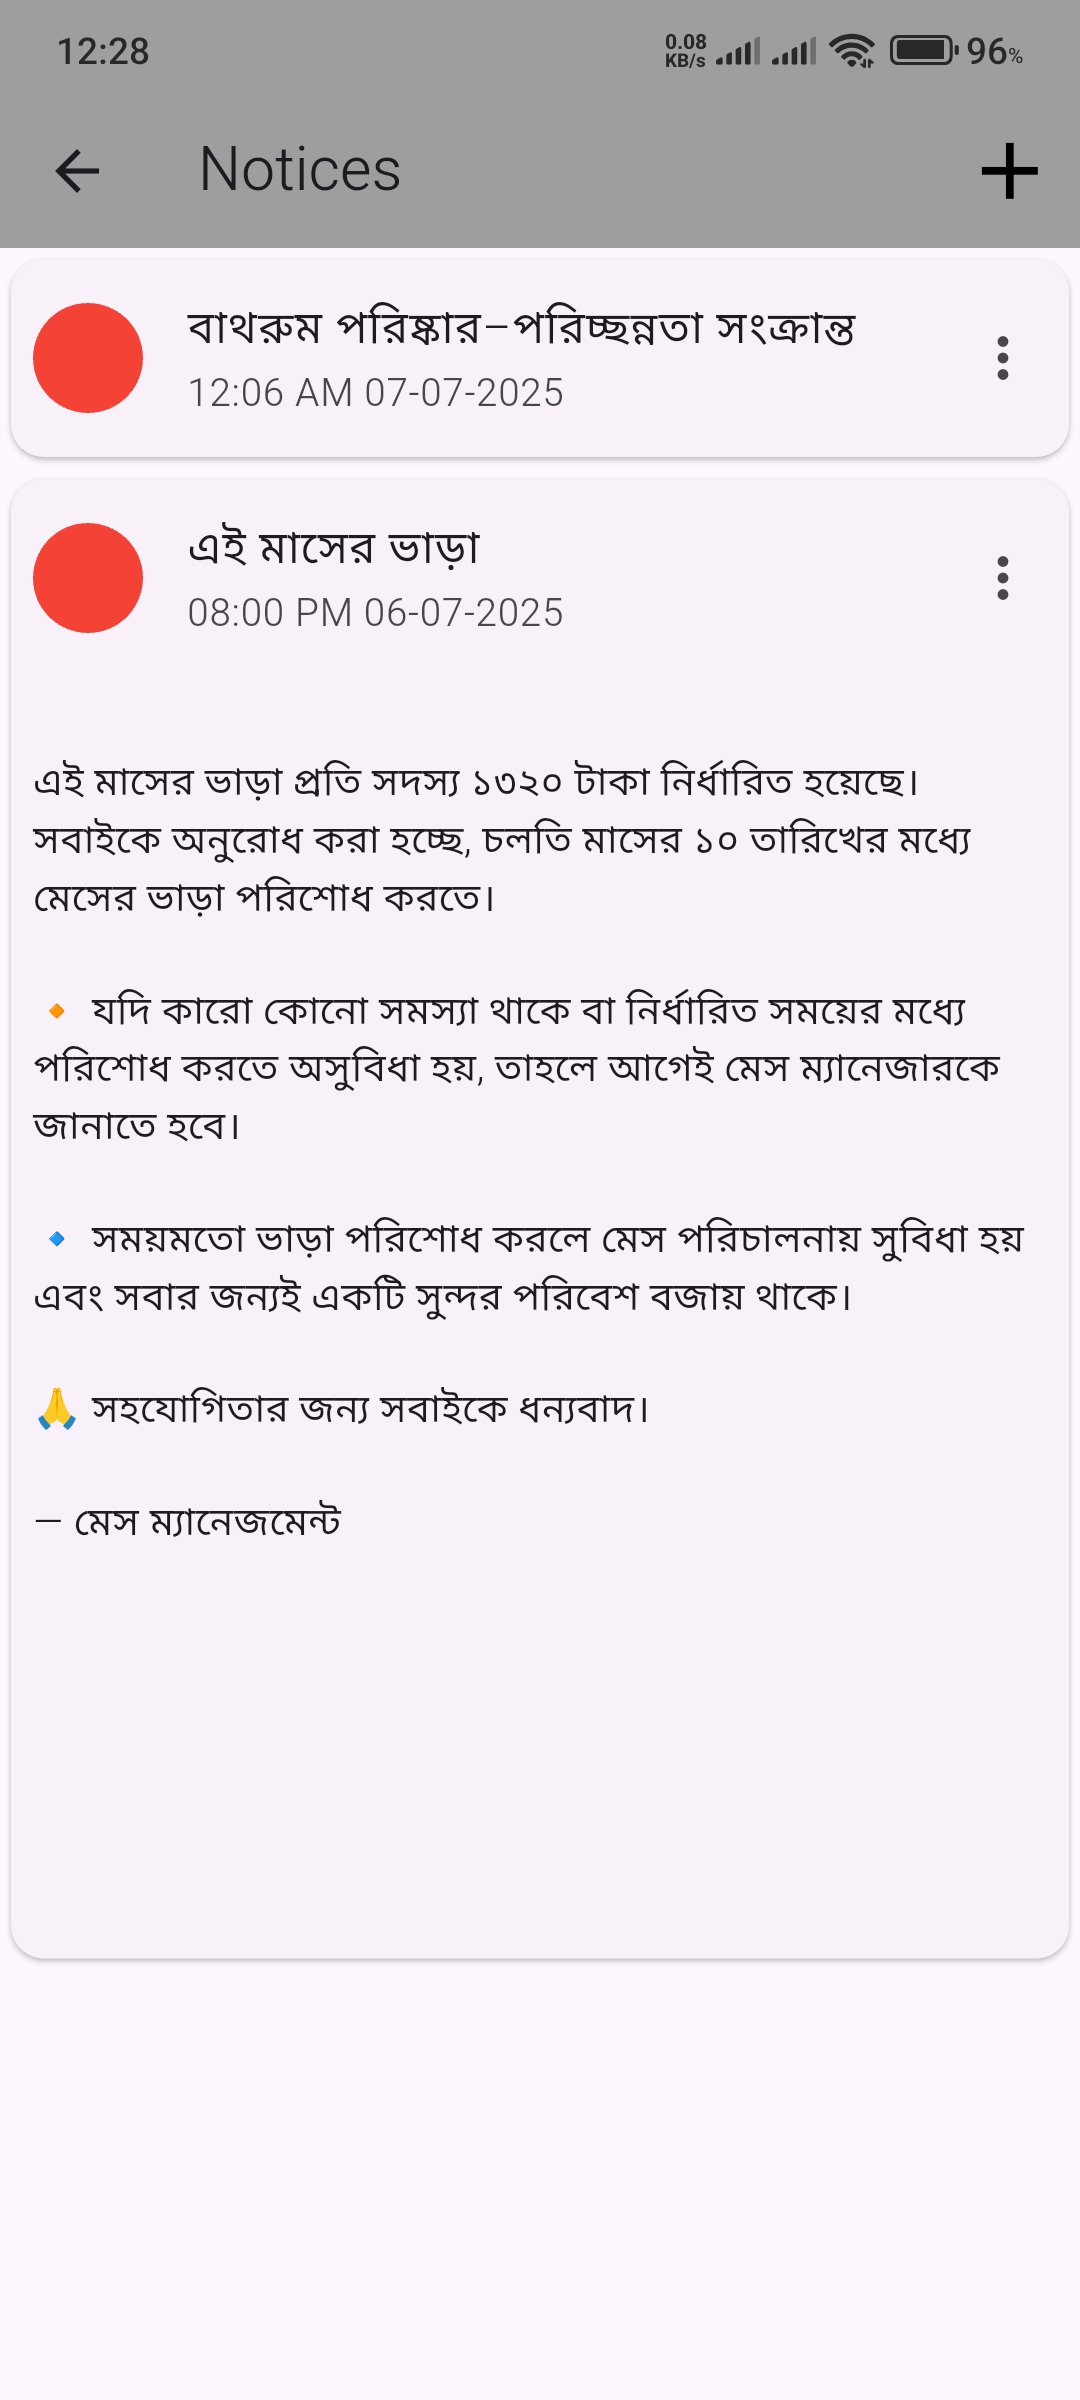 12:28
0.08
KB/s
96%
Notices
বাথরুম পরিষ্কার–পরিচ্ছন্নতা সংক্রান্ত
12:06 AM 07-07-2025
এই মাসের ভাড়া
08:00 PM 06-07-2025
এই মাসের ভাড়া প্রতি সদস্য ১৩২০ টাকা নির্ধারিত হয়েছে।
সবাইকে অনুরোধ করা হচ্ছে, চলতি মাসের ১০ তারিখের মধ্যে
মেসের ভাড়া পরিশোধ করতে।
🔸 যদি কারো কোনো সমস্যা থাকে বা নির্ধারিত সময়ের মধ্যে
পরিশোধ করতে অসুবিধা হয়, তাহলে আগেই মেস ম্যানেজারকে
জানাতে হবে।
🔹 সময়মতো ভাড়া পরিশোধ করলে মেস পরিচালনায় সুবিধা হয়
এবং সবার জন্যই একটি সুন্দর পরিবেশ বজায় থাকে।
🙏 সহযোগিতার জন্য সবাইকে ধন্যবাদ।
— মেস ম্যানেজমেন্ট